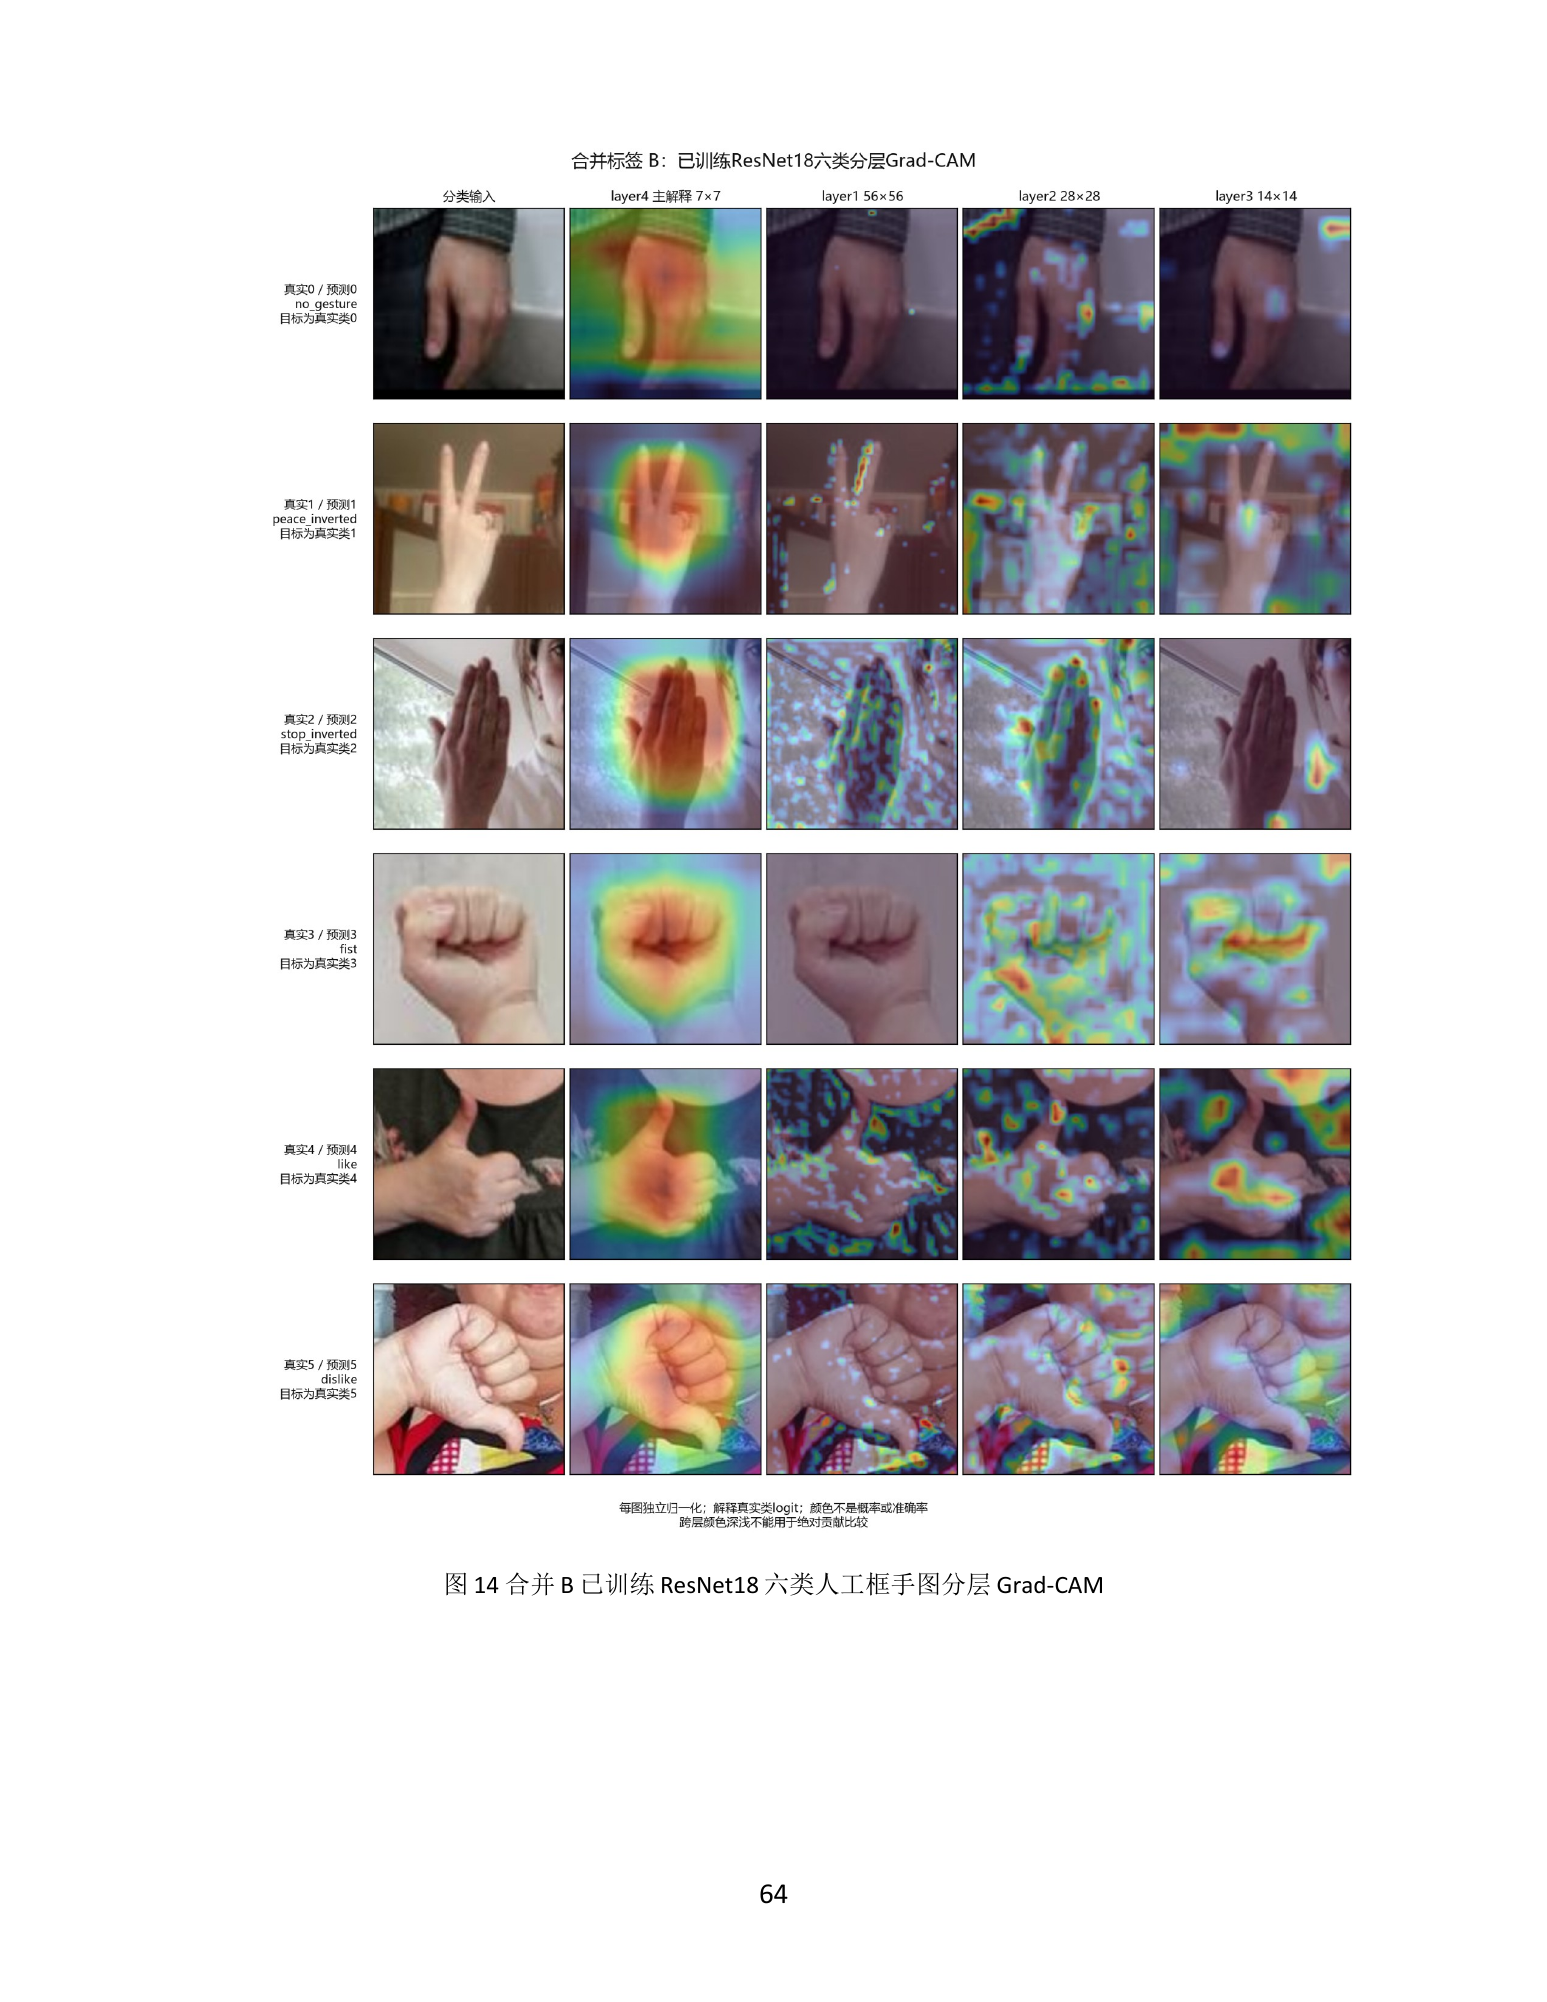 合并标签 B：已训练ResNet18六类分层Grad-CAM
分类输入
layer4 主解释 7×7
layer1 56×56
layer2 28×28
layer3 14×14
真实0 / 预测0
no_gesture
目标为真实类0
真实1 / 预测1
peace_inverted
目标为真实类1
真实2 / 预测2
stop_inverted
目标为真实类2
真实3 / 预测3
fist
目标为真实类3
真实4 / 预测4
like
目标为真实类4
真实5 / 预测5
dislike
目标为真实类5
每图独立归一化；解释真实类logit；颜色不是概率或准确率
跨层颜色深浅不能用于绝对贡献比较
图 14 合并 B 已训练 ResNet18 六类人工框手图分层 Grad-CAM
64